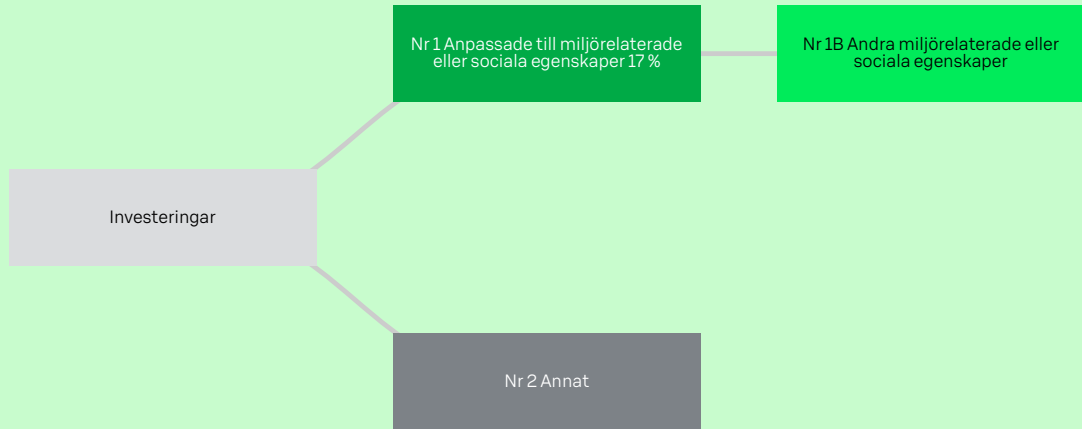 Nr 1 Anpassade till miljörelaterade
eller sociala egenskaper 17 %
Nr 1B Andra miljörelaterade eller
sociala egenskaper
Investeringar
Nr 2 Annat